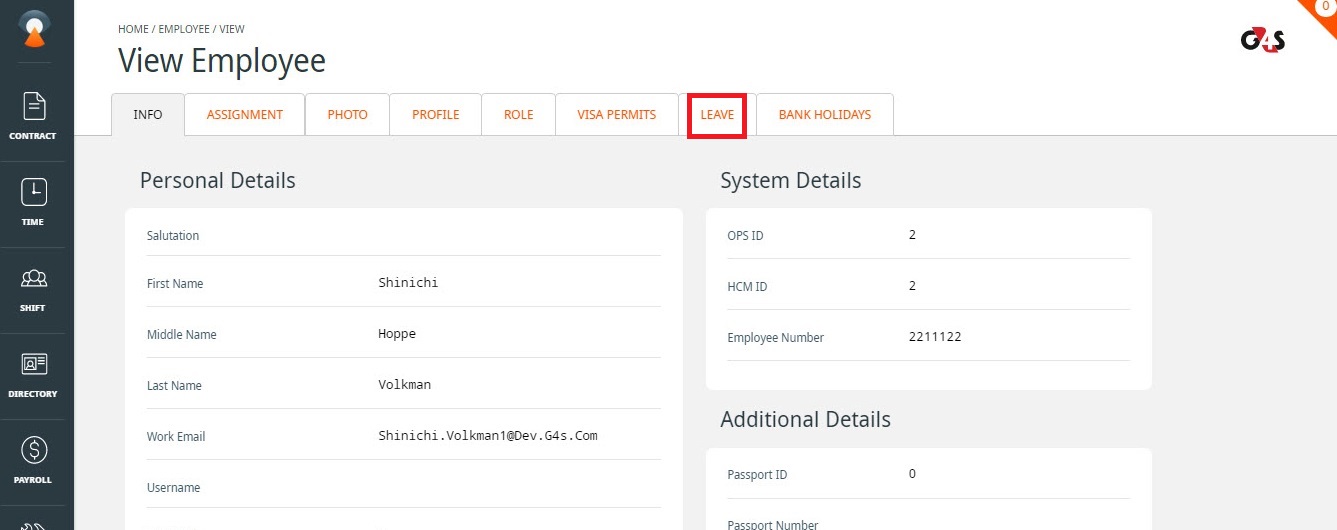 0
HOME / EMPLOYEE / VIEW
G4S
View Employee
INFO ASSIGNMENT PHOTO PROFILE ROLE VISA PERMITS LEAVE BANK HOLIDAYS
CONTRACT
TIME
SHIFT
DIRECTORY
PAYROLL
Personal Details
Salutation
First Name Shinichi
Middle Name Hoppe
Last Name Volkman
Work Email Shinichi.Volkman1@Dev.G4s.Com
Username
System Details
OPS ID 2
HCM ID 2
Employee Number 2211122
Additional Details
Passport ID 0
Passport Number